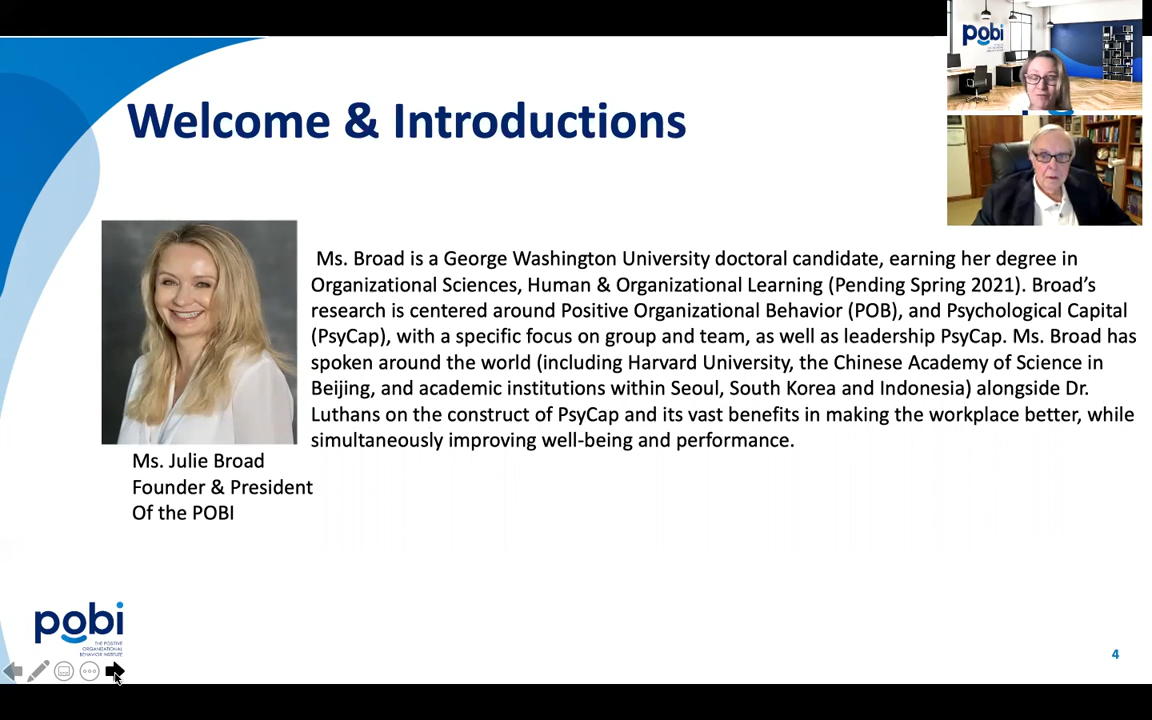 pobi
Welcome & Introductions
Ms. Broad is a George Washington University doctoral candidate, earning her degree in
Organizational Sciences, Human & Organizational Learning (Pending Spring 2021). Broad's
research is centered around Positive Organizational Behavior (POB), and Psychological Capital
(PsyCap), with a specific focus on group and team, as well as leadership PsyCap. Ms. Broad has
spoken around the world (including Harvard University, the Chinese Academy of Science in
Beijing, and academic institutions within Seoul, South Korea and Indonesia) alongside Dr.
Luthans on the construct of PsyCap and its vast benefits in making the workplace better, while
simultaneously improving well-being and performance.
Ms. Julie Broad
Founder & President
Of the POBI
pobi
THE POSITIVE
ORGANIZATIONAL
BEHAVIOR INSTITUTE
4